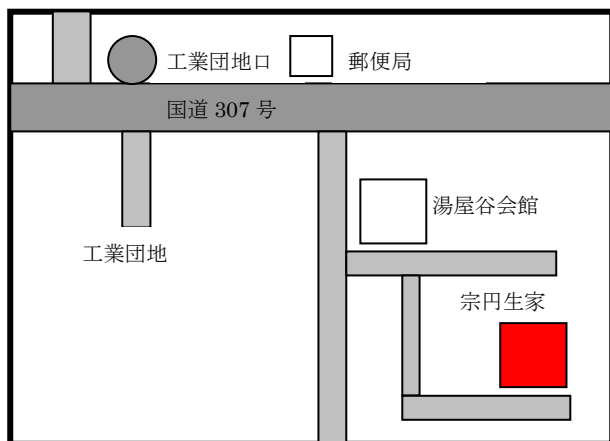 工業団地口
郵便局
国道 307 号
湯屋谷会館
工業団地
宗円生家